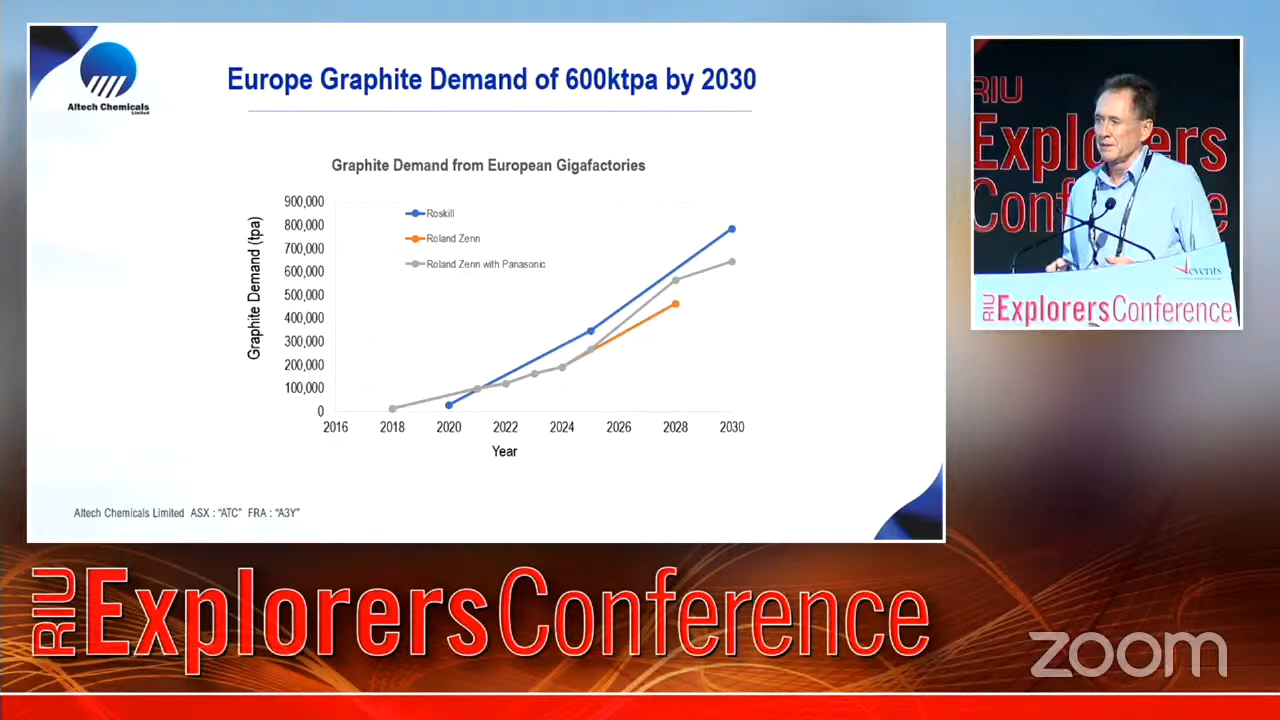 Altech Chemicals
Limited
Europe Graphite Demand of 600ktpa by 2030
Graphite Demand from European Gigafactories
Graphite Demand (tpa)
900,000
800,000
700,000
600,000
500,000
400,000
300,000
200,000
100,000
0
Roskill
Roland Zenn
Roland Zenn with Panasonic
2016 2018 2020 2022 2024 2026 2028 2030
Year
Altech Chemicals Limited ASX : “ATC” FRA : “A3Y”
RIU
Explorers
Conference
events
RIU ExplorersConference
RIU ExplorersConference
zoom